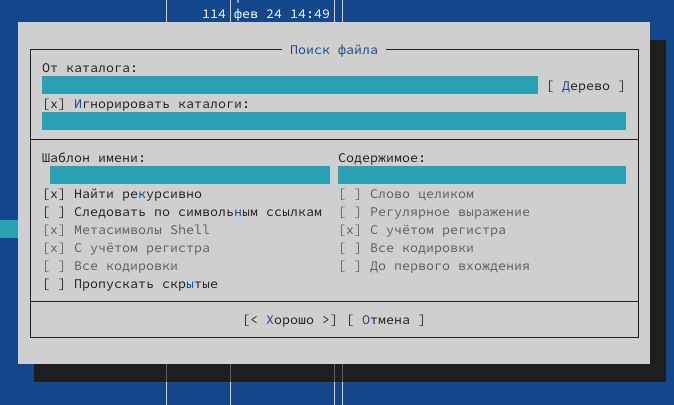 114 фев 24 14:49
Поиск файла
От каталога:
[ Дерево ]
[x] Игнорировать каталоги:
Шаблон имени: Содержимое:
[x] Найти рекурсивно [ ] Слово целиком
[ ] Следовать по символьным ссылкам [ ] Регулярное выражение
[x] Метасимволы Shell [x] С учётом регистра
[x] С учётом регистра [ ] Все кодировки
[ ] Все кодировки [ ] До первого вхождения
[ ] Пропускать скрытые
[< Хорошо >] [ Отмена ]